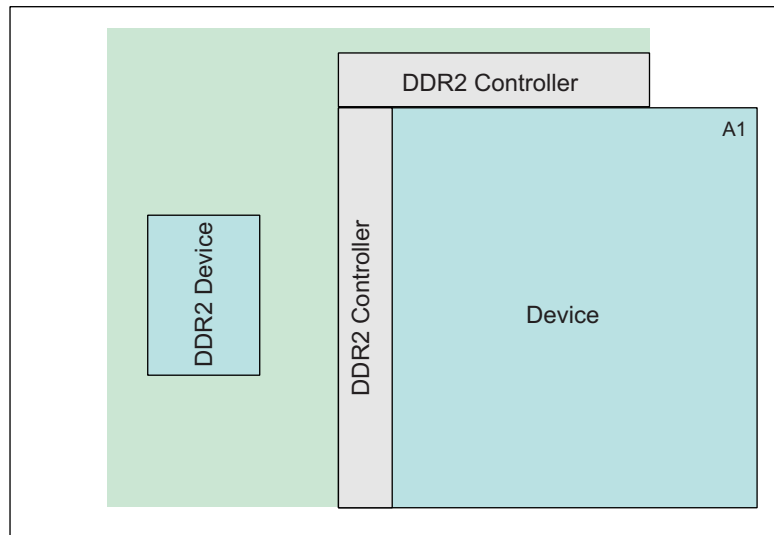 DDR2 Controller
A1
DDR2 Device
DDR2 Controller
Device